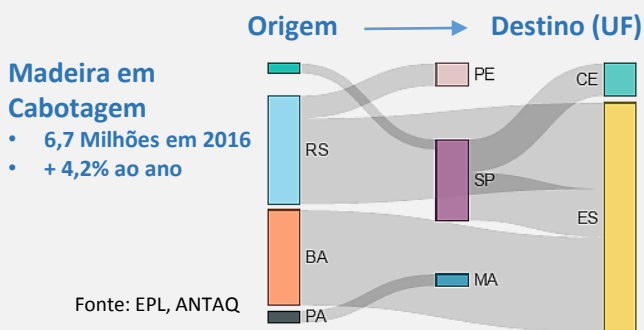 Origem
Destino (UF)
Madeira em
Cabotagem
• 6,7 Milhões em 2016
• + 4,2% ao ano
PE
CE
RS
SP
ES
BA
MA
PA
Fonte: EPL, ANTAQ